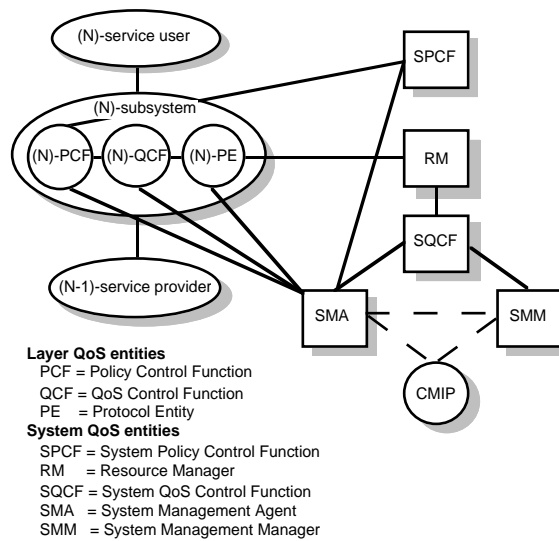 (N)-service user
SPCF
(N)-subsystem
(N)-PCF
(N)-QCF
(N)-PE
RM
SQCF
(N-1)-service provider
SMA
SMM
CMIP
Layer QoS entities
PCF = Policy Control Function
QCF = QoS Control Function
PE = Protocol Entity
System QoS entities
SPCF = System Policy Control Function
RM = Resource Manager
SQCF = System QoS Control Function
SMA = System Management Agent
SMM = System Management Manager